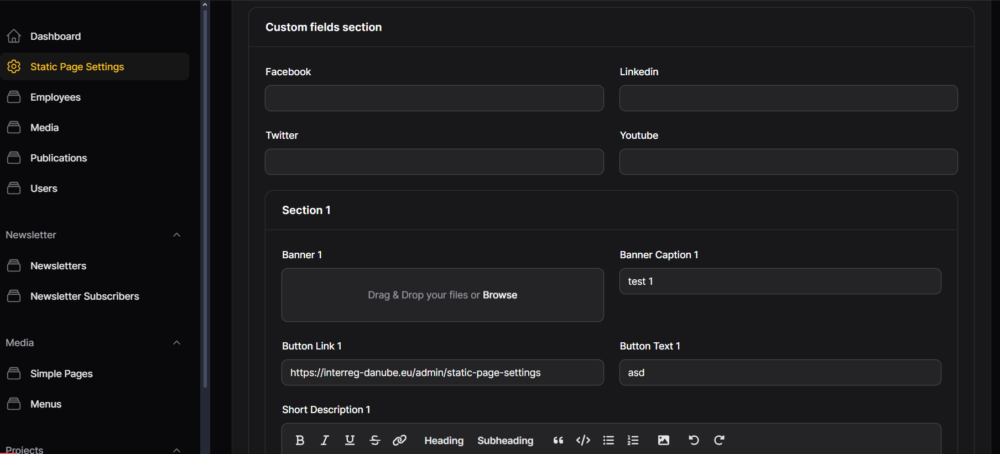 Dashboard
Static Page Settings
Employees
Media
Publications
Users
Newsletter
Newsletters
Newsletter Subscribers
Media
Simple Pages
Menus
Projects
Custom fields section
Facebook
Linkedin
Twitter
Youtube
Section 1
Banner 1
Banner Caption 1
Drag & Drop your files or Browse
test 1
Button Link 1
Button Text 1
https://interreg-danube.eu/admin/static-page-settings
asd
Short Description 1
Heading Subheading